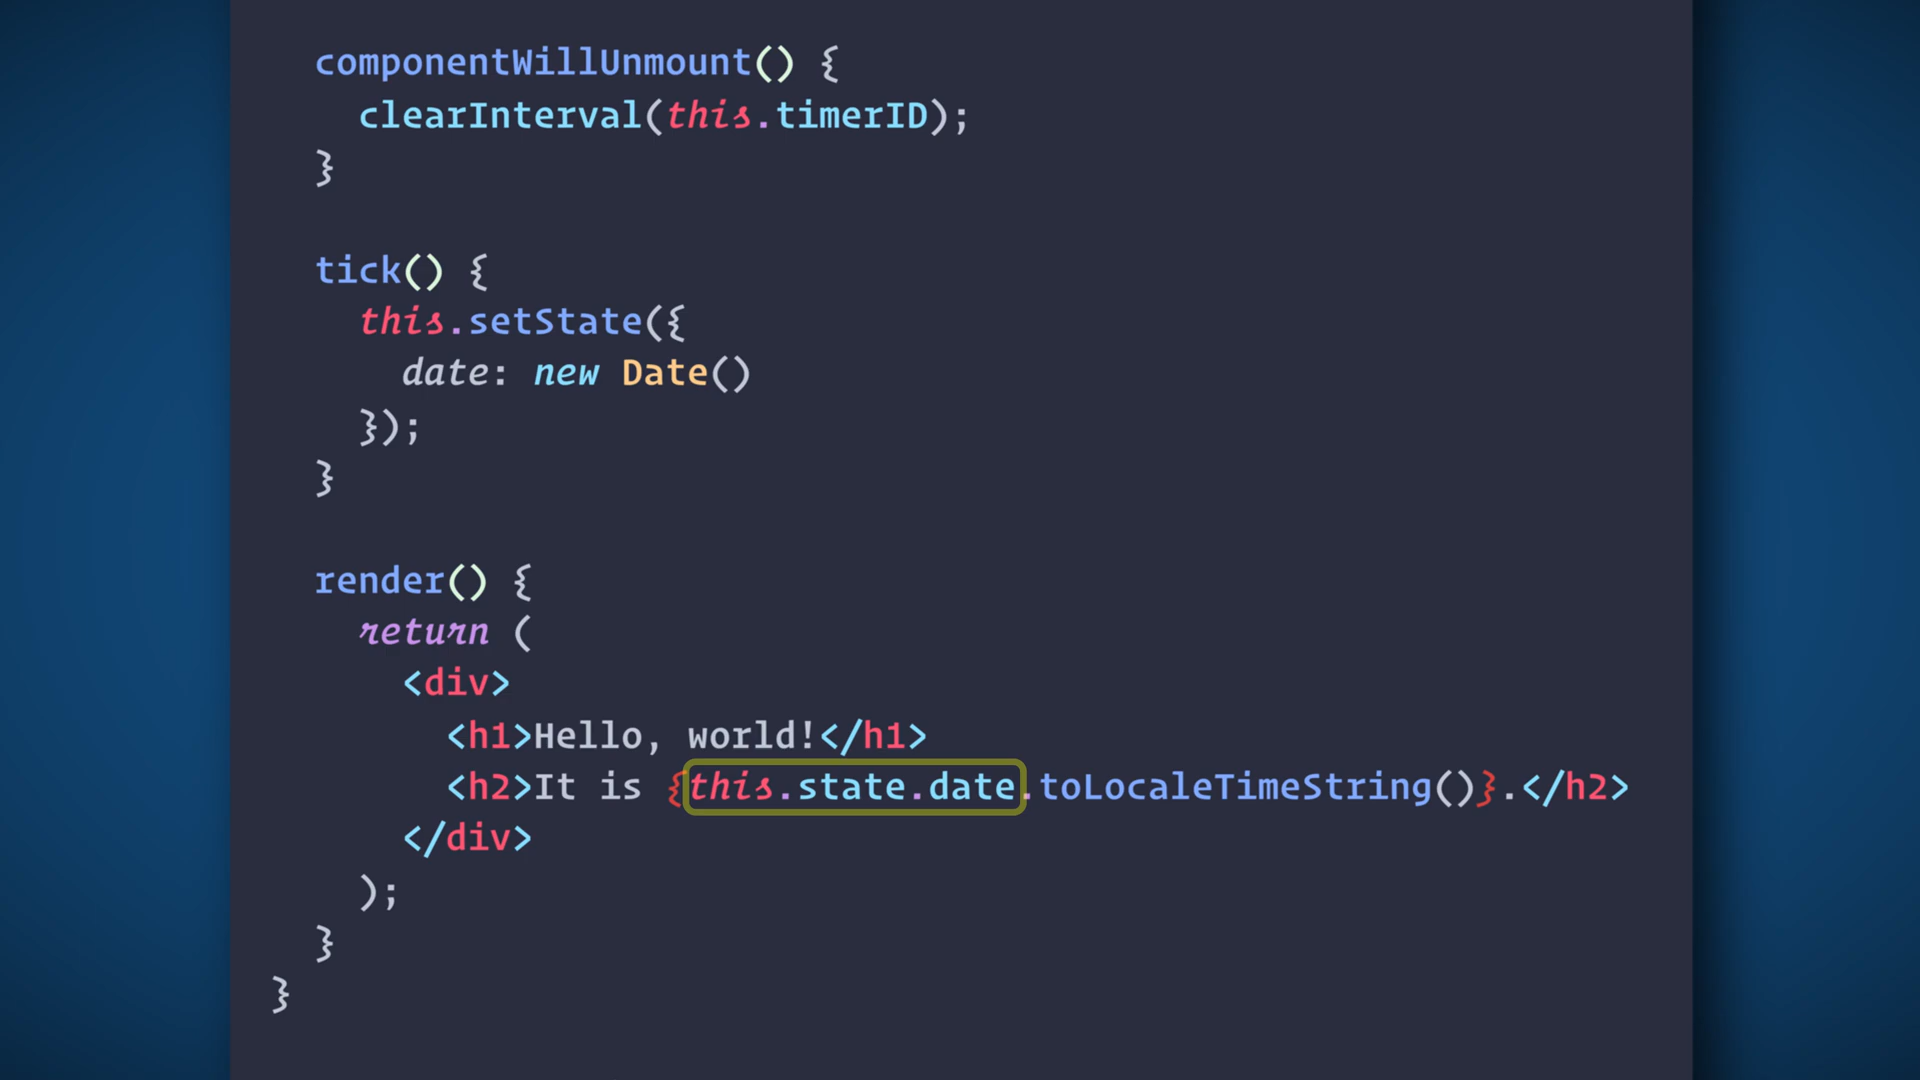 componentWillUnmount() {
clearInterval(this.timerID);
}
tick() {
this.setState({
date: new Date()
});
}
render() {
return (
<div>
<h1>Hello, world!</h1>
<h2>It is {this.state.date.toLocaleTimeString()}.</h2>
</div>
);
}
}